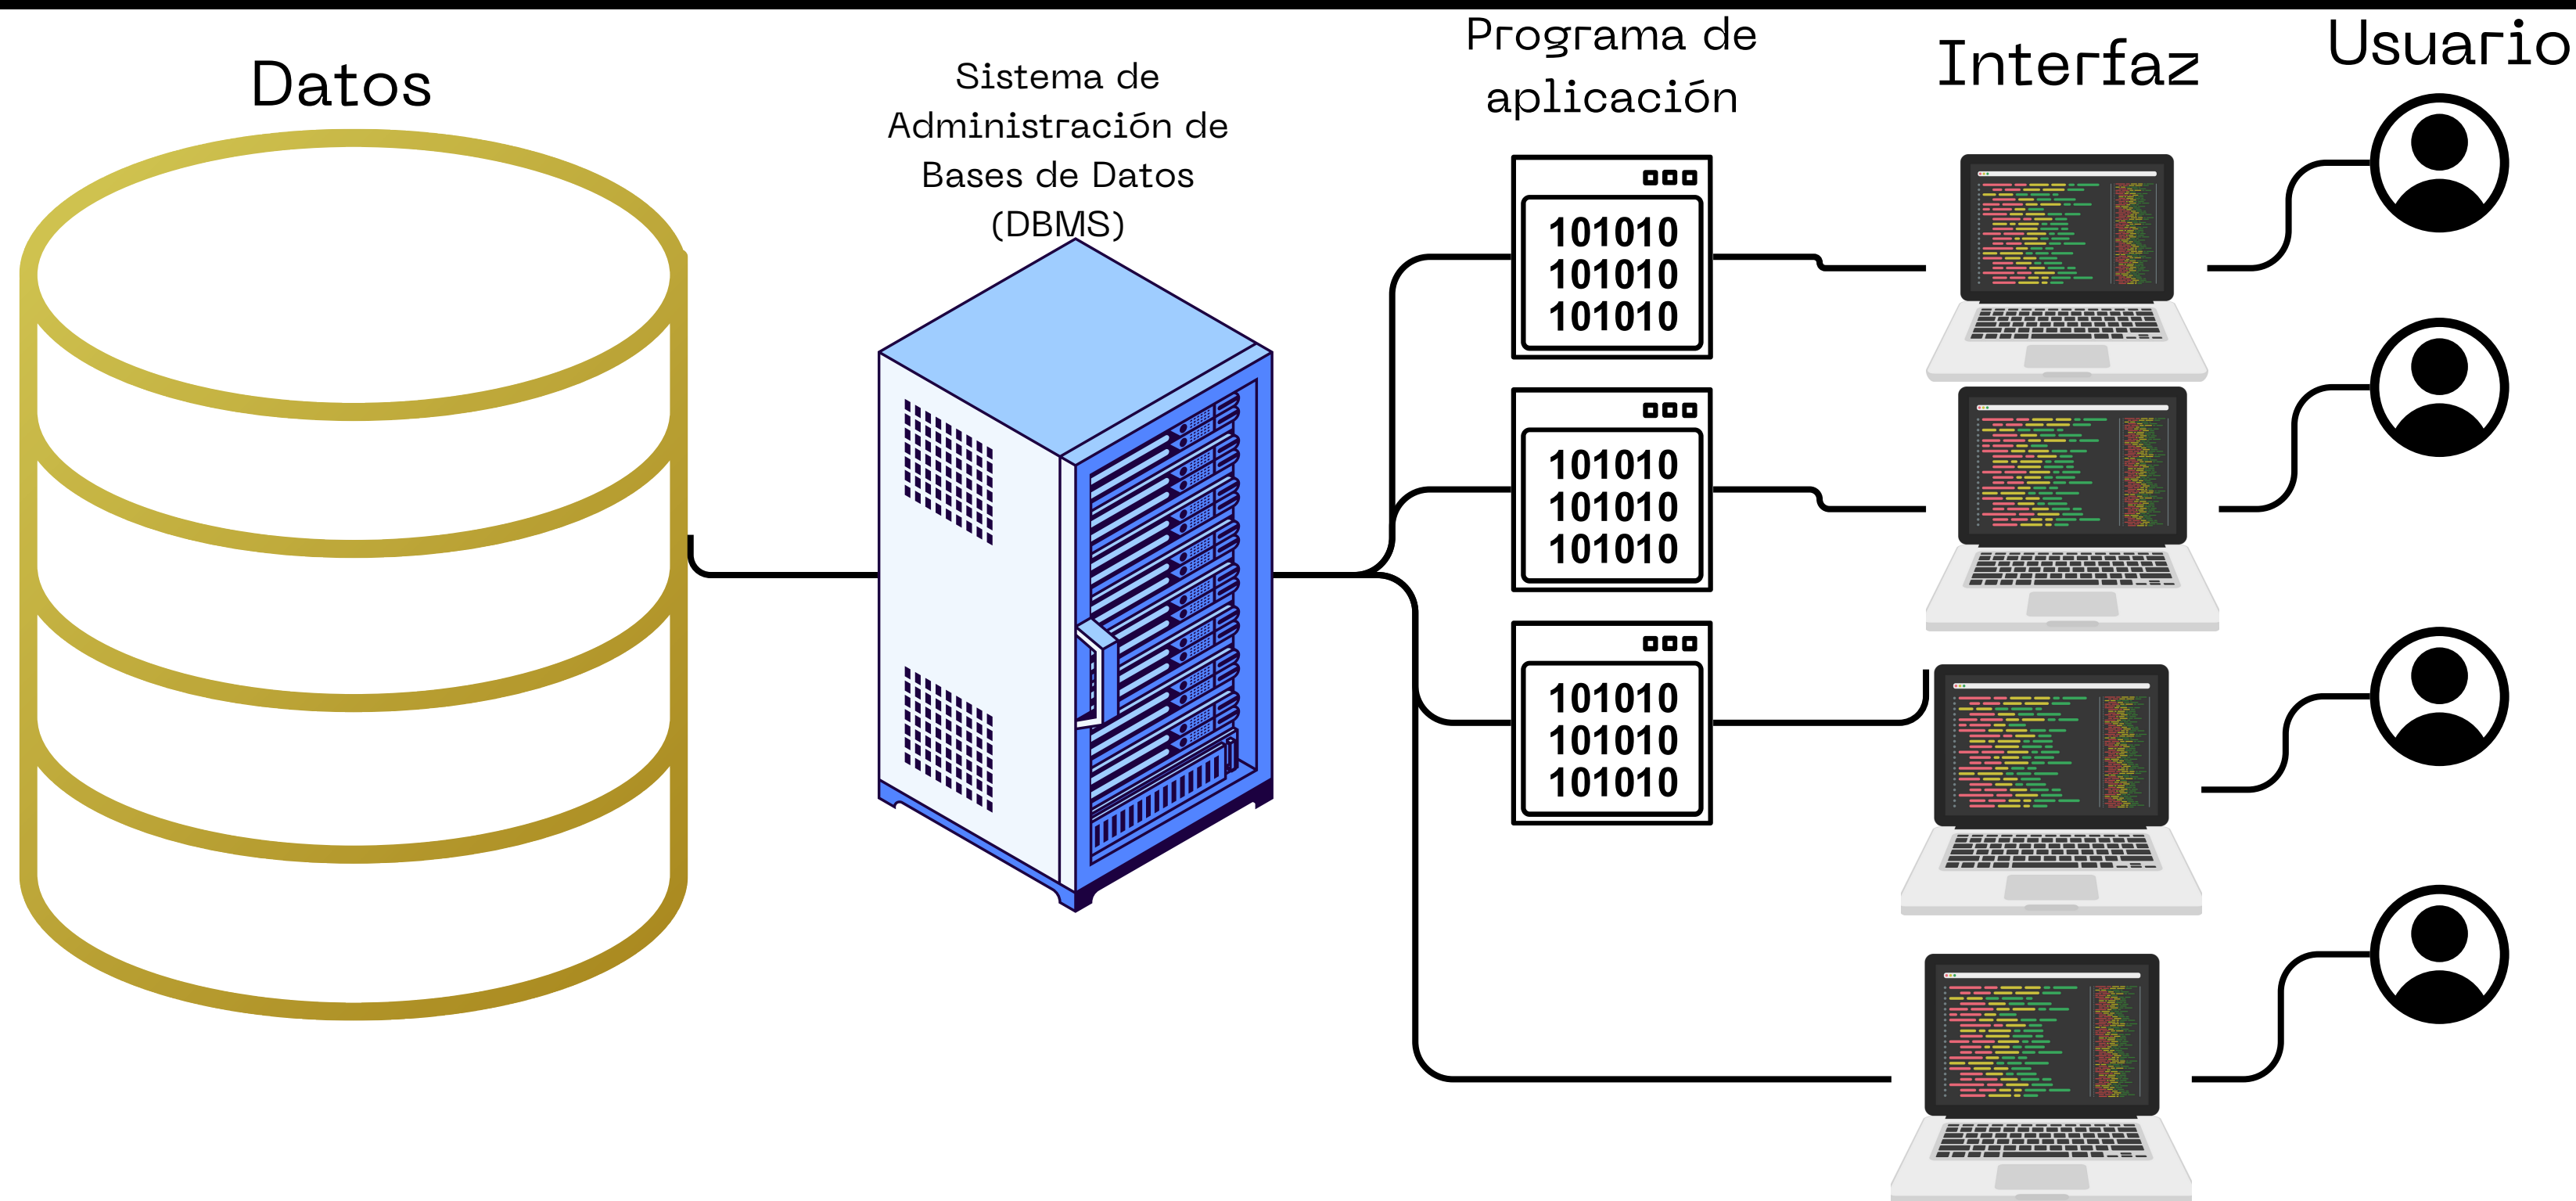 Datos
Sistema de
Administración de
Bases de Datos
(DBMS)
Programa de
aplicación
Interfaz
Usuario
101010
101010
101010
101010
101010
101010
101010
101010
101010